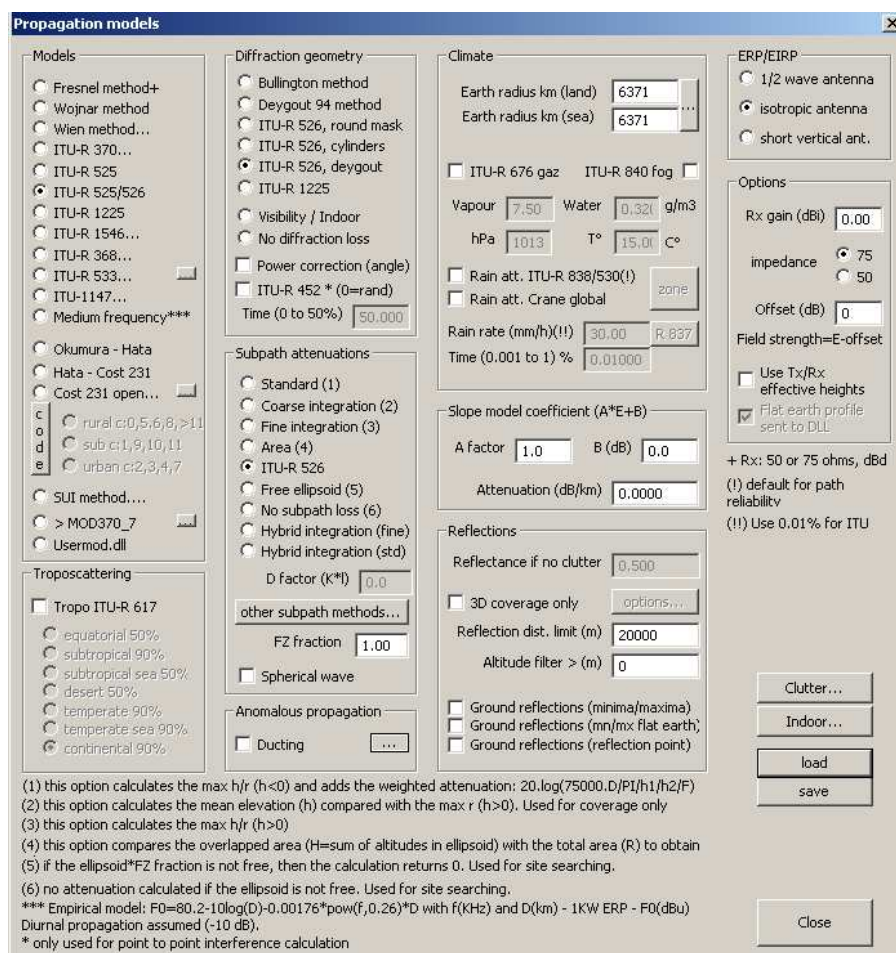 Propagation models
Models
Fresnel method+
Wojnar method
Wien method...
ITU-R 370...
ITU-R 525
ITU-R 525/526
ITU-R 1225
ITU-R 1546...
ITU-R 368...
ITU-R 533...
...
ITU-1147...
Medium frequency***
Okumura - Hata
Hata - Cost 231
Cost 231 open...
...
code
rural c:0,5.6,8,>11
sub c:1,9,10,11
urban c:2,3,4,7
SUI method....
> MOD370_7
...
Usermod.dll
Troposcattering
Tropo ITU-R 617
equatorial 50%
subtropical 90%
subtropical sea 50%
desert 50%
temperate 90%
temperate sea 90%
continental 90%
Diffraction geometry
Bullington method
Deygout 94 method
ITU-R 526, round mask
ITU-R 526, cylinders
ITU-R 526, deygout
ITU-R 1225
Visibility / Indoor
No diffraction loss
Power correction (angle)
ITU-R 452 * (0=rand)
Time (0 to 50%) 50.000
Subpath attenuations
Standard (1)
Coarse integration (2)
Fine integration (3)
Area (4)
ITU-R 526
Free ellipsoid (5)
No subpath loss (6)
Hybrid integration (fine)
Hybrid integration (std)
D factor (K*l) 0.0
other subpath methods...
FZ fraction 1.00
Spherical wave
Anomalous propagation
Ducting ...
Climate
Earth radius km (land) 6371
Earth radius km (sea) 6371
...
ITU-R 676 gaz ITU-R 840 fog
Vapour 7.50 Water 0.32( g/m3
hPa 1013 T° 15.0( C°
Rain att. ITU-R 838/530(!)
Rain att. Crane global
zone
Rain rate (mm/h)(!!) 30.00 R 837
Time (0.001 to 1) % 0.01000
Slope model coefficient (A*E+B)
A factor 1.0 B (dB) 0.0
Attenuation (dB/km) 0.0000
Reflections
Reflectance if no clutter 0.500
3D coverage only options...
Reflection dist. limit (m) 20000
Altitude filter > (m) 0
Ground reflections (minima/maxima)
Ground reflections (mn/mx flat earth)
Ground reflections (reflection point)
ERP/EIRP
1/2 wave antenna
isotropic antenna
short vertical ant.
Options
Rx gain (dBi) 0.00
impedance 75
50
Offset (dB) 0
Field strength=E-offset
Use Tx/Rx
effective heights
Flat earth profile
sent to DLL
+ Rx: 50 or 75 ohms, dBd
(!) default for path
reliability
(!!) Use 0.01% for ITU
Clutter...
Indoor...
load
save
Close
(1) this option calculates the max h/r (h<0) and adds the weighted attenuation: 20.log(75000.D/PI/h1/h2/F)
(2) this option calculates the mean elevation (h) compared with the max r (h>0). Used for coverage only
(3) this option calculates the max h/r (h>0)
(4) this option compares the overlapped area (H=sum of altitudes in ellipsoid) with the total area (R) to obtain
(5) if the ellipsoid*FZ fraction is not free, then the calculation returns 0. Used for site searching.
(6) no attenuation calculated if the ellipsoid is not free. Used for site searching.
*** Empirical model: F0=80.2-10log(D)-0.00176*pow(f,0.26)*D with f(KHz) and D(km) - 1KW ERP - F0(dBu)
Diurnal propagation assumed (-10 dB).
* only used for point to point interference calculation